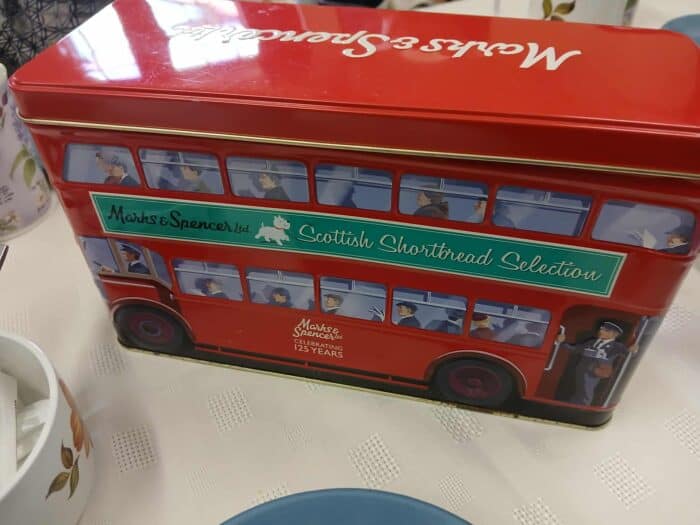 Marks & Spencer Ltd
Marks & Spencer Ltd. Scottish Shortbread Selection
Marks &
Spencer Ltd
CELEBRATING
125 YEARS